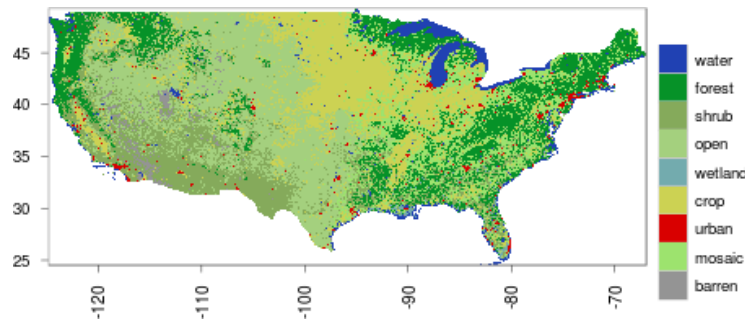 45
40
35
30
25
-120
-110
-100
-90
-80
-70
water
forest
shrub
open
wetland
crop
urban
mosaic
barren